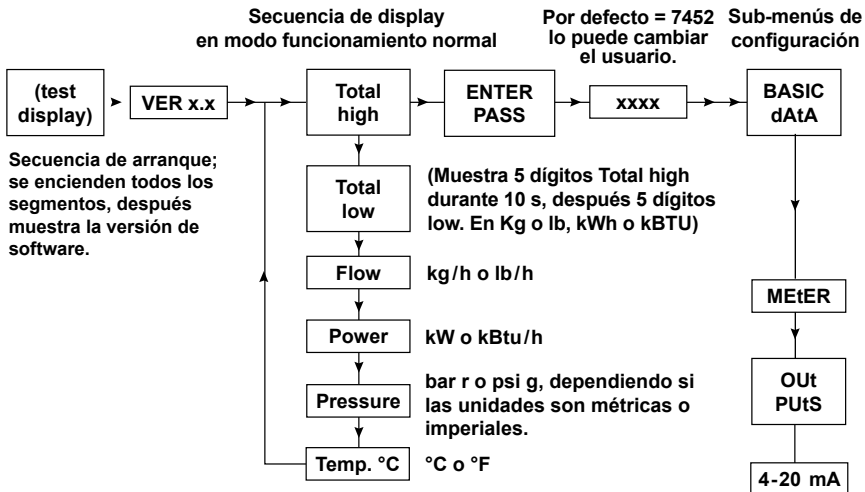 Secuencia de display
en modo funcionamiento normal
Por defecto = 7452
lo puede cambiar
el usuario.
Sub-menús de
configuración
(test
display)
VER x.x
Total
high
ENTER
PASS
xxxx
BASIC
dAtA
Secuencia de arranque;
se encienden todos los
segmentos, después
muestra la versión de
software.
Total
low
(Muestra 5 dígitos Total high
durante 10 s, después 5 dígitos
low. En Kg o lb, kWh o kBTU)
Flow
kg/h o lb/h
MEtER
Power
kW o kBtu/h
Pressure
bar r o psi g, dependiendo si
las unidades son métricas o
imperiales.
OUt
PUtS
Temp. °C
°C o °F
4-20 mA